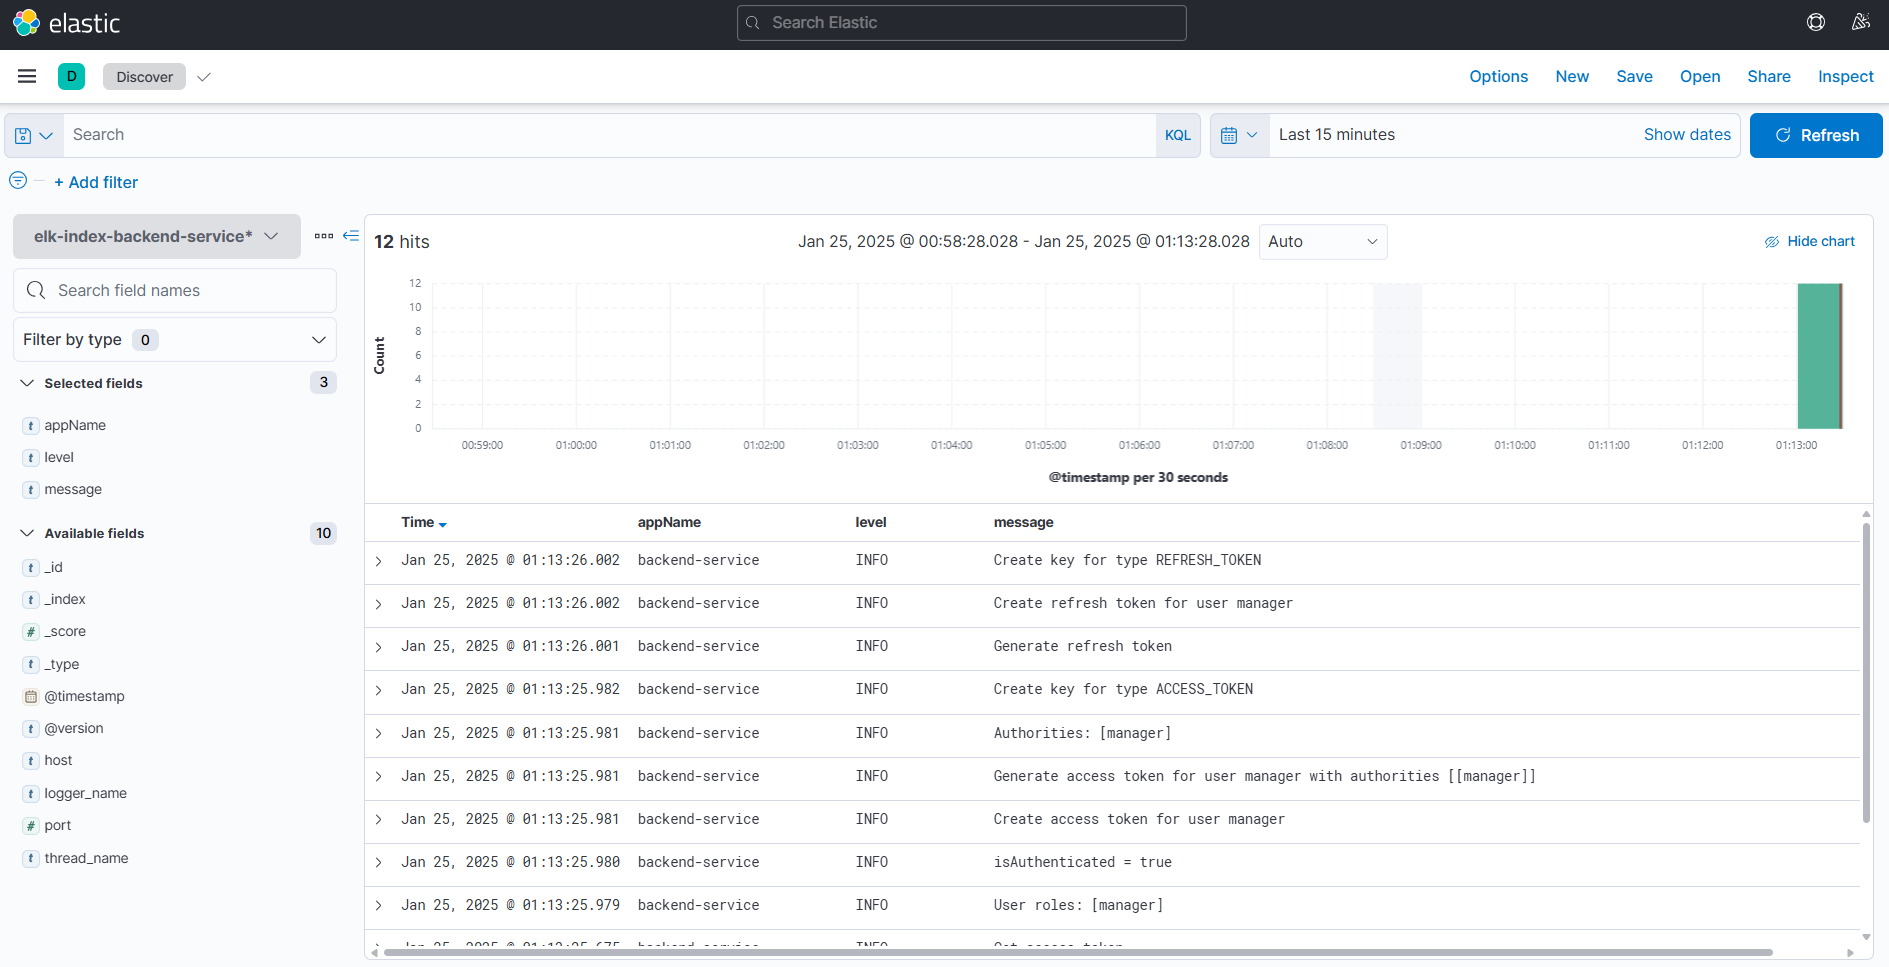 elastic
Search Elastic
D Discover
Options New Save Open Share Inspect
Search KQL Last 15 minutes Show dates Refresh
+ Add filter
elk-index-backend-service*
Search field names
Filter by type 0
Selected fields 3
t appName
t level
t message
Available fields 10
t _id
t _index
# _score
t _type
@timestamp
t @version
t host
t logger_name
# port
t thread_name
12 hits
Jan 25, 2025 @ 00:58:28.028 - Jan 25, 2025 @ 01:13:28.028 Auto
Hide chart
Count
12
10
8
6
4
2
0
00:59:00 01:00:00 01:01:00 01:02:00 01:03:00 01:04:00 01:05:00 01:06:00 01:07:00 01:08:00 01:09:00 01:10:00 01:11:00 01:12:00 01:13:00
@timestamp per 30 seconds
Time appName level message
Jan 25, 2025 @ 01:13:26.002 backend-service INFO Create key for type REFRESH_TOKEN
Jan 25, 2025 @ 01:13:26.002 backend-service INFO Create refresh token for user manager
Jan 25, 2025 @ 01:13:26.001 backend-service INFO Generate refresh token
Jan 25, 2025 @ 01:13:25.982 backend-service INFO Create key for type ACCESS_TOKEN
Jan 25, 2025 @ 01:13:25.981 backend-service INFO Authorities: [manager]
Jan 25, 2025 @ 01:13:25.981 backend-service INFO Generate access token for user manager with authorities [[manager]]
Jan 25, 2025 @ 01:13:25.981 backend-service INFO Create access token for user manager
Jan 25, 2025 @ 01:13:25.980 backend-service INFO isAuthenticated = true
Jan 25, 2025 @ 01:13:25.979 backend-service INFO User roles: [manager]